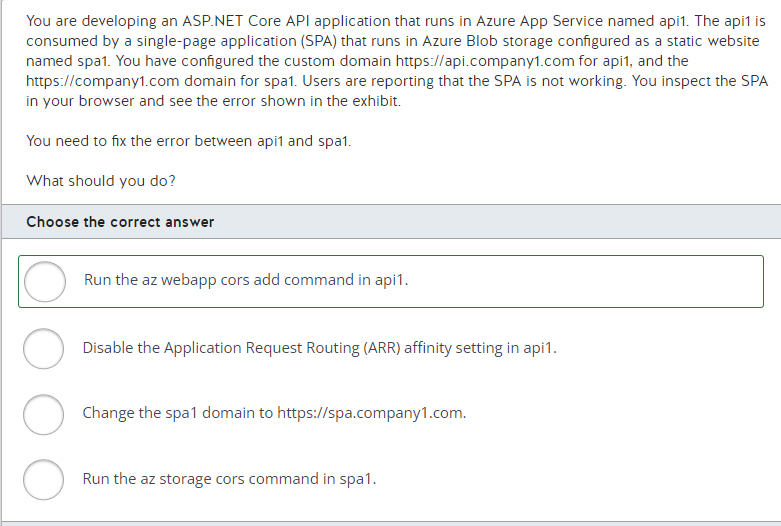 You are developing an ASP.NET Core API application that runs in Azure App Service named api1. The api1 is
consumed by a single-page application (SPA) that runs in Azure Blob storage configured as a static website
named spa1. You have configured the custom domain https://api.company1.com for api1, and the
https://company1.com domain for spa1. Users are reporting that the SPA is not working. You inspect the SPA
in your browser and see the error shown in the exhibit.
You need to fix the error between api1 and spa1.
What should you do?
Choose the correct answer
Run the az webapp cors add command in api1.
Disable the Application Request Routing (ARR) affinity setting in api1.
Change the spa1 domain to https://spa.company1.com.
Run the az storage cors command in spa1.